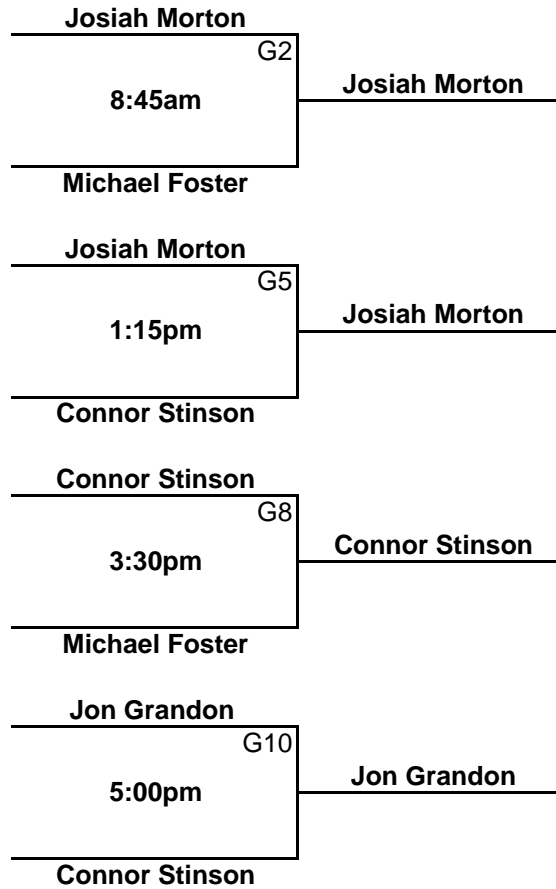 Josiah Morton
G2
8:45am
Josiah Morton
Michael Foster
Josiah Morton
G5
1:15pm
Josiah Morton
Connor Stinson
Connor Stinson
G8
3:30pm
Connor Stinson
Michael Foster
Jon Grandon
G10
5:00pm
Jon Grandon
Connor Stinson